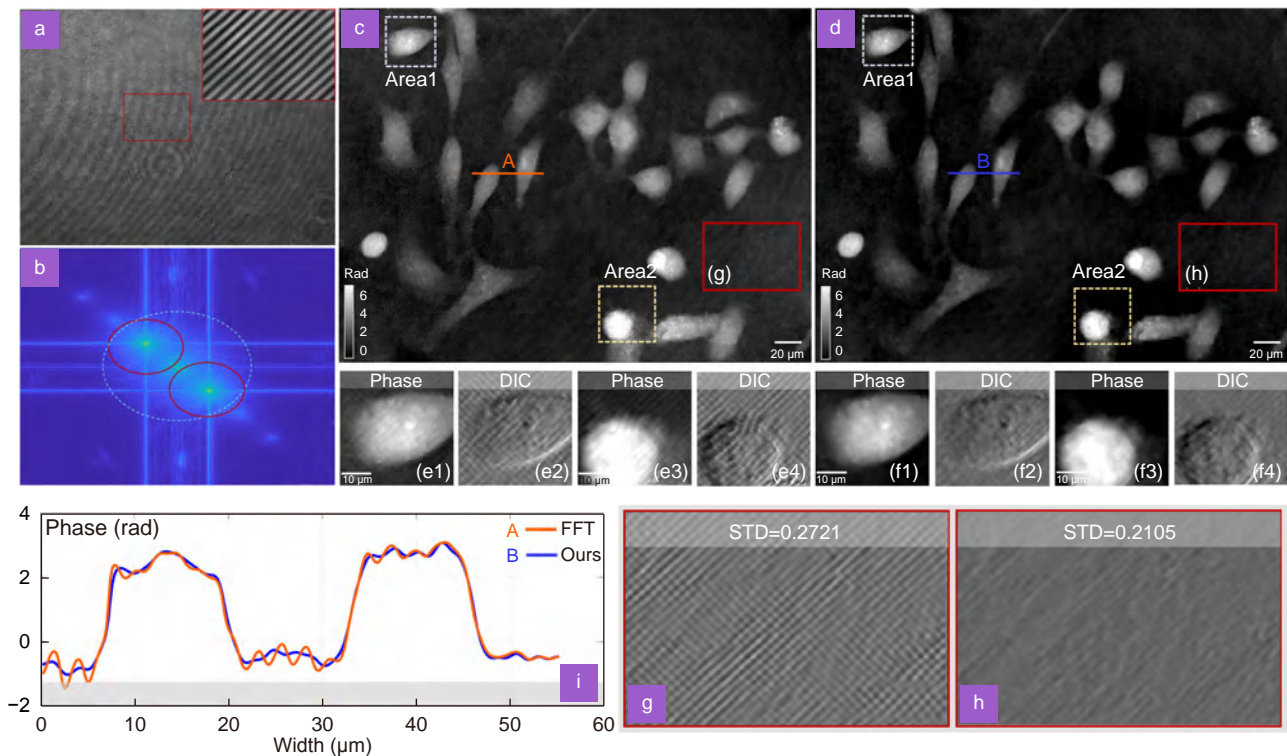 a
c
Area1
A
Rad
6
4
2
0
Area2
(g)
20 μm
d
Area1
B
Rad
6
4
2
0
Area2
(h)
20 μm
b
Phase
10 μm
(e1)
DIC
(e2)
Phase
10 μm
(e3)
DIC
(e4)
Phase
10 μm
(f1)
DIC
(f2)
Phase
10 μm
(f3)
DIC
(f4)
Phase (rad)
A FFT
B Ours
4
2
0
−2
0 10 20 30 40 50 60
Width (μm)
i
STD=0.2721
g
STD=0.2105
h